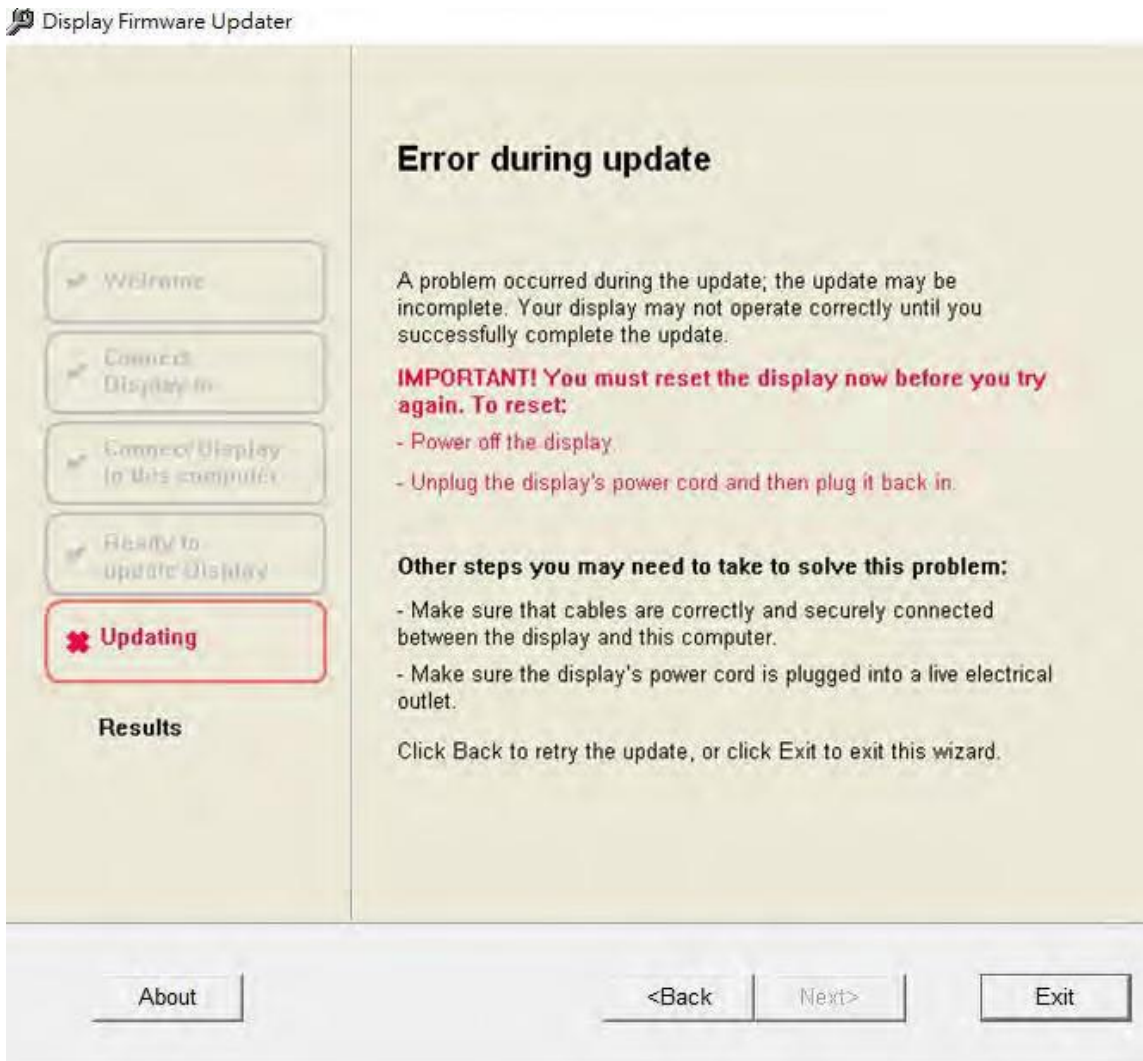 Display Firmware Updater
Error during update
Welcome
Connect
Display to
Connect Display
to this computer
Ready to
update Display
Updating
Results
A problem occurred during the update; the update may be
incomplete. Your display may not operate correctly until you
successfully complete the update.
IMPORTANT! You must reset the display now before you try
again. To reset:
- Power off the display.
- Unplug the display's power cord and then plug it back in.
Other steps you may need to take to solve this problem:
- Make sure that cables are correctly and securely connected
between the display and this computer.
- Make sure the display's power cord is plugged into a live electrical
outlet.
Click Back to retry the update, or click Exit to exit this wizard.
About
<Back
Next>
Exit